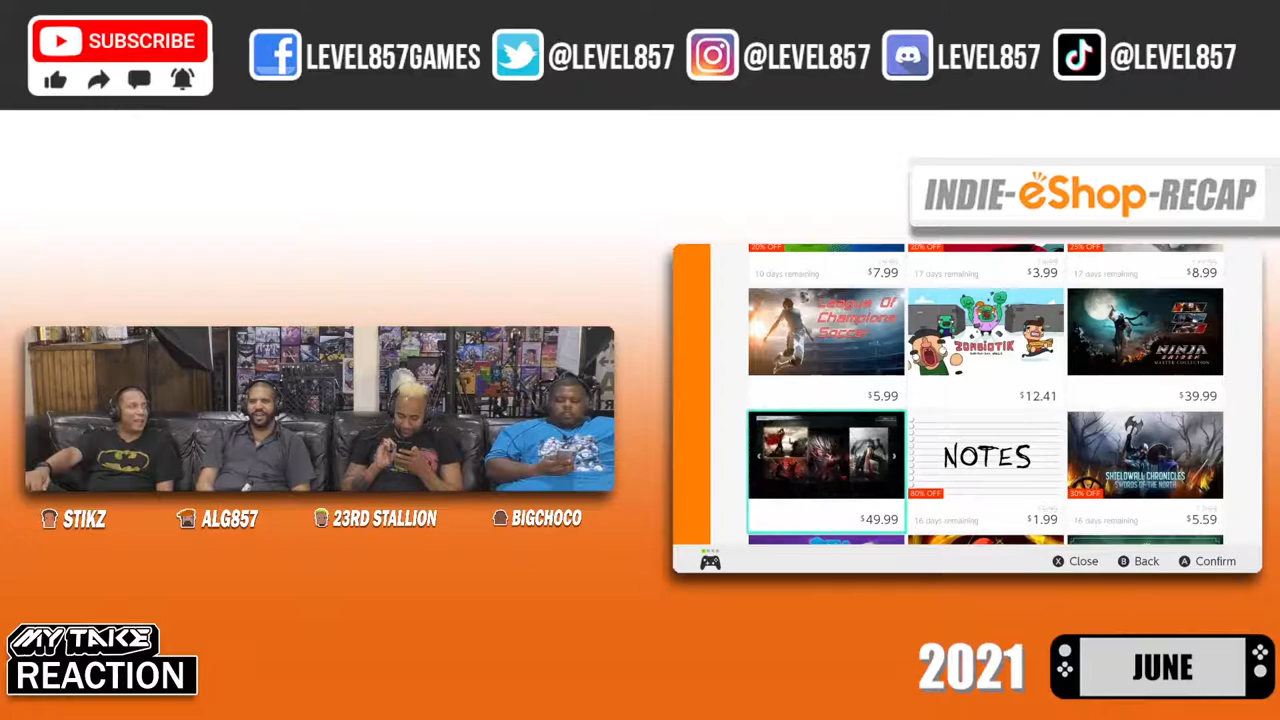 SUBSCRIBE
LEVEL857GAMES
@LEVEL857
@LEVEL857
LEVEL857
@LEVEL857
INDIE-eShop-RECAP
20% OFF
20% OFF
25% OFF
10 days remaining
$7.99
17 days remaining
$3.99
17 days remaining
$8.99
League Of
Champions
Soccer
ZOMBIOTIK
NINJA
GAIDEN
MASTER COLLECTION
$5.99
$12.41
$39.99
NOTES
SHIELDWALL CHRONICLES
SWORDS OF THE NORTH
80% OFF
30% OFF
$49.99
16 days remaining
$1.99
16 days remaining
$5.59
X Close
B Back
A Confirm
STIKZ
ALG857
23RD STALLION
BIGCHOCO
MY TAKE
REACTION
2021
JUNE